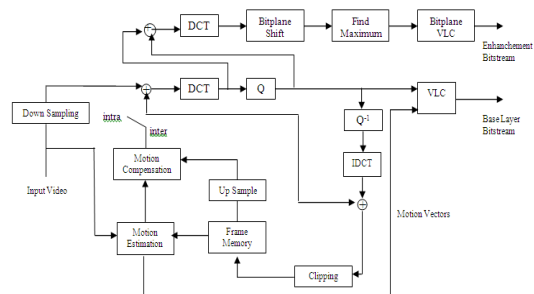 DCT
Bitplane
Shift
Find
Maximum
Bitplane
VLC
Enhancement
Bitstream
DCT
Q
VLC
Down Sampling
intra
inter
Base Layer
Bitstream
Q-1
Motion
Compensation
IDCT
Input Video
Up Sample
Motion Vectors
Motion
Estimation
Frame
Memory
Clipping